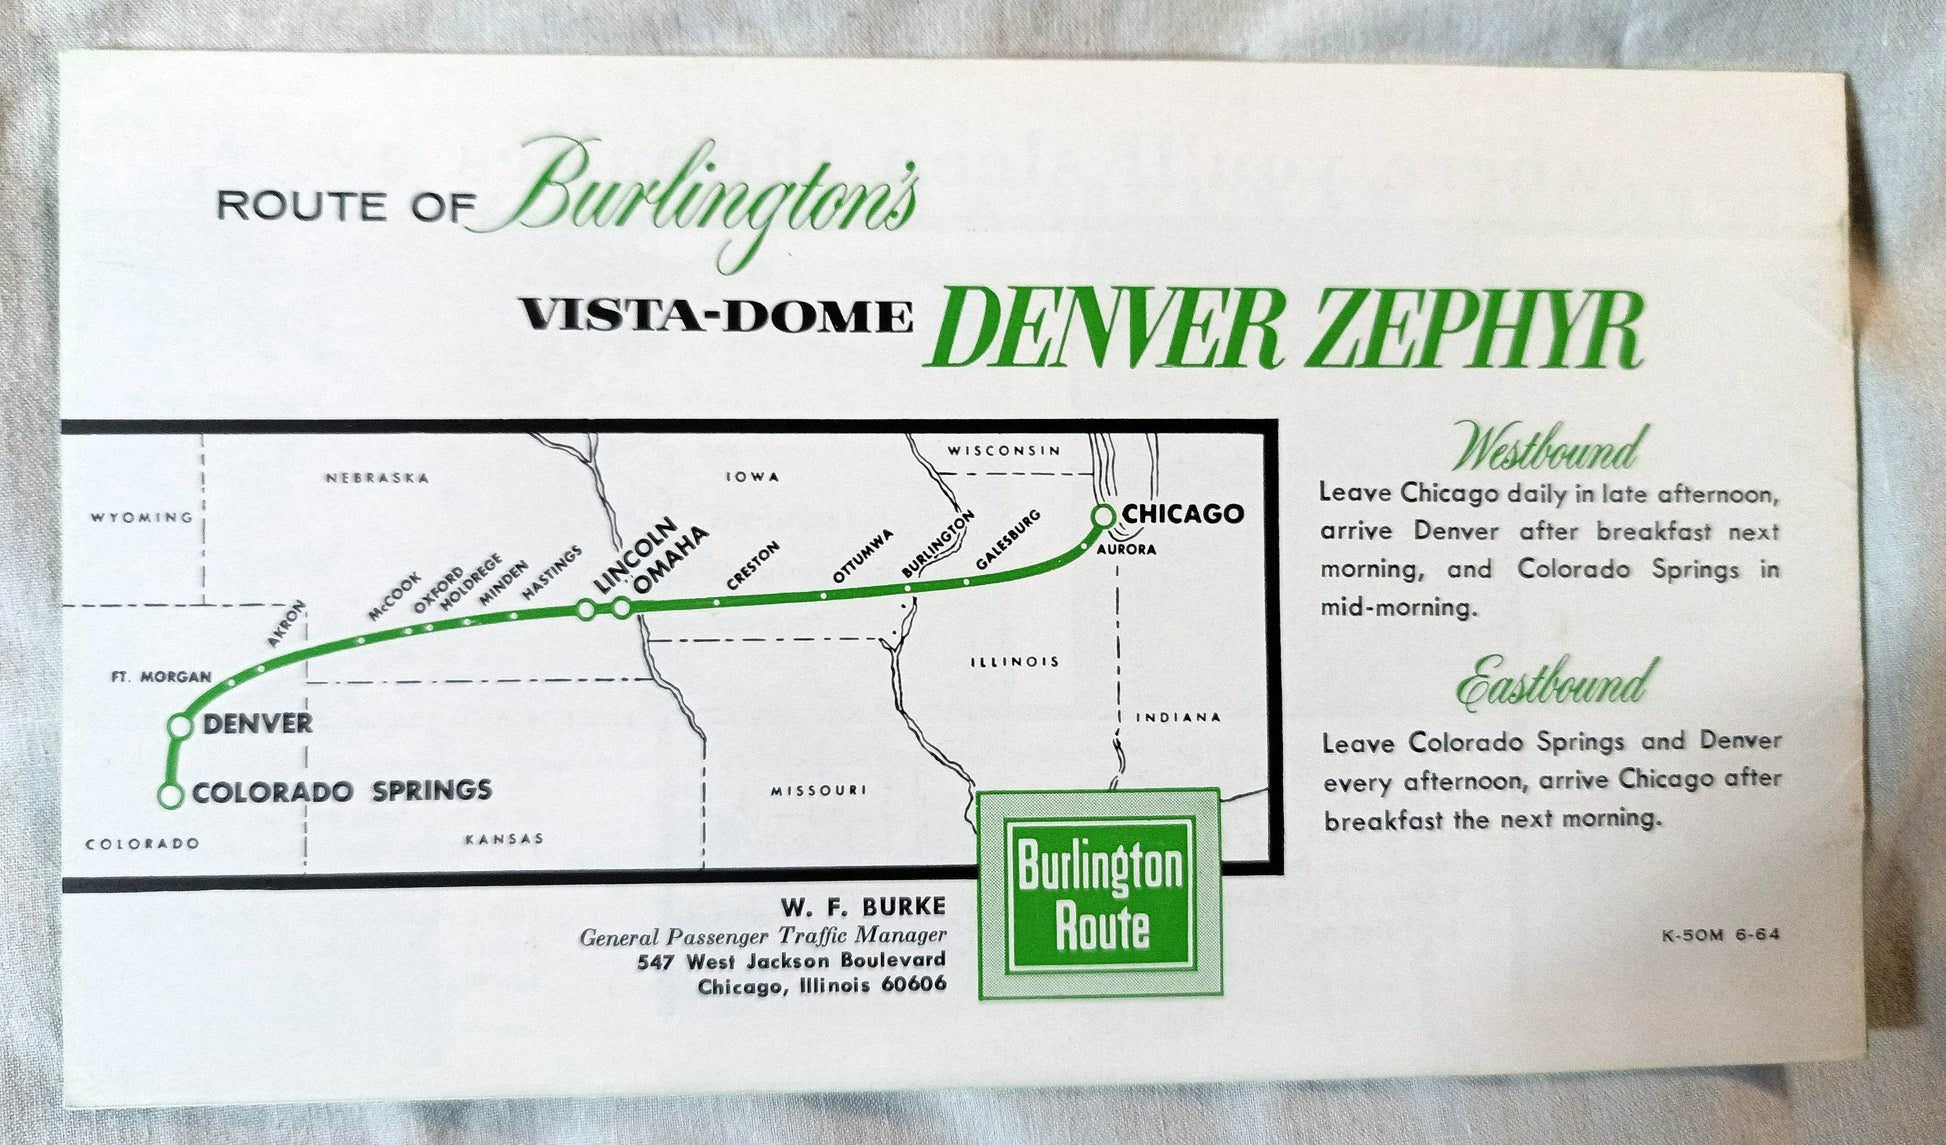 ROUTE OF Burlington's
VISTA-DOME DENVER ZEPHYR
WYOMING
NEBRASKA
IOWA
WISCONSIN
CHICAGO
AURORA
GALESBURG
BURLINGTON
OTTUMWA
CRESTON
OMAHA
LINCOLN
HASTINGS
MINDEN
HOLDREGE
OXFORD
McCOOK
AKRON
FT. MORGAN
DENVER
COLORADO SPRINGS
COLORADO
KANSAS
MISSOURI
ILLINOIS
INDIANA
Westbound
Leave Chicago daily in late afternoon,
arrive Denver after breakfast next
morning, and Colorado Springs in
mid-morning.
Eastbound
Leave Colorado Springs and Denver
every afternoon, arrive Chicago after
breakfast the next morning.
W. F. BURKE
General Passenger Traffic Manager
547 West Jackson Boulevard
Chicago, Illinois 60606
Burlington
Route
K-50M 6-64